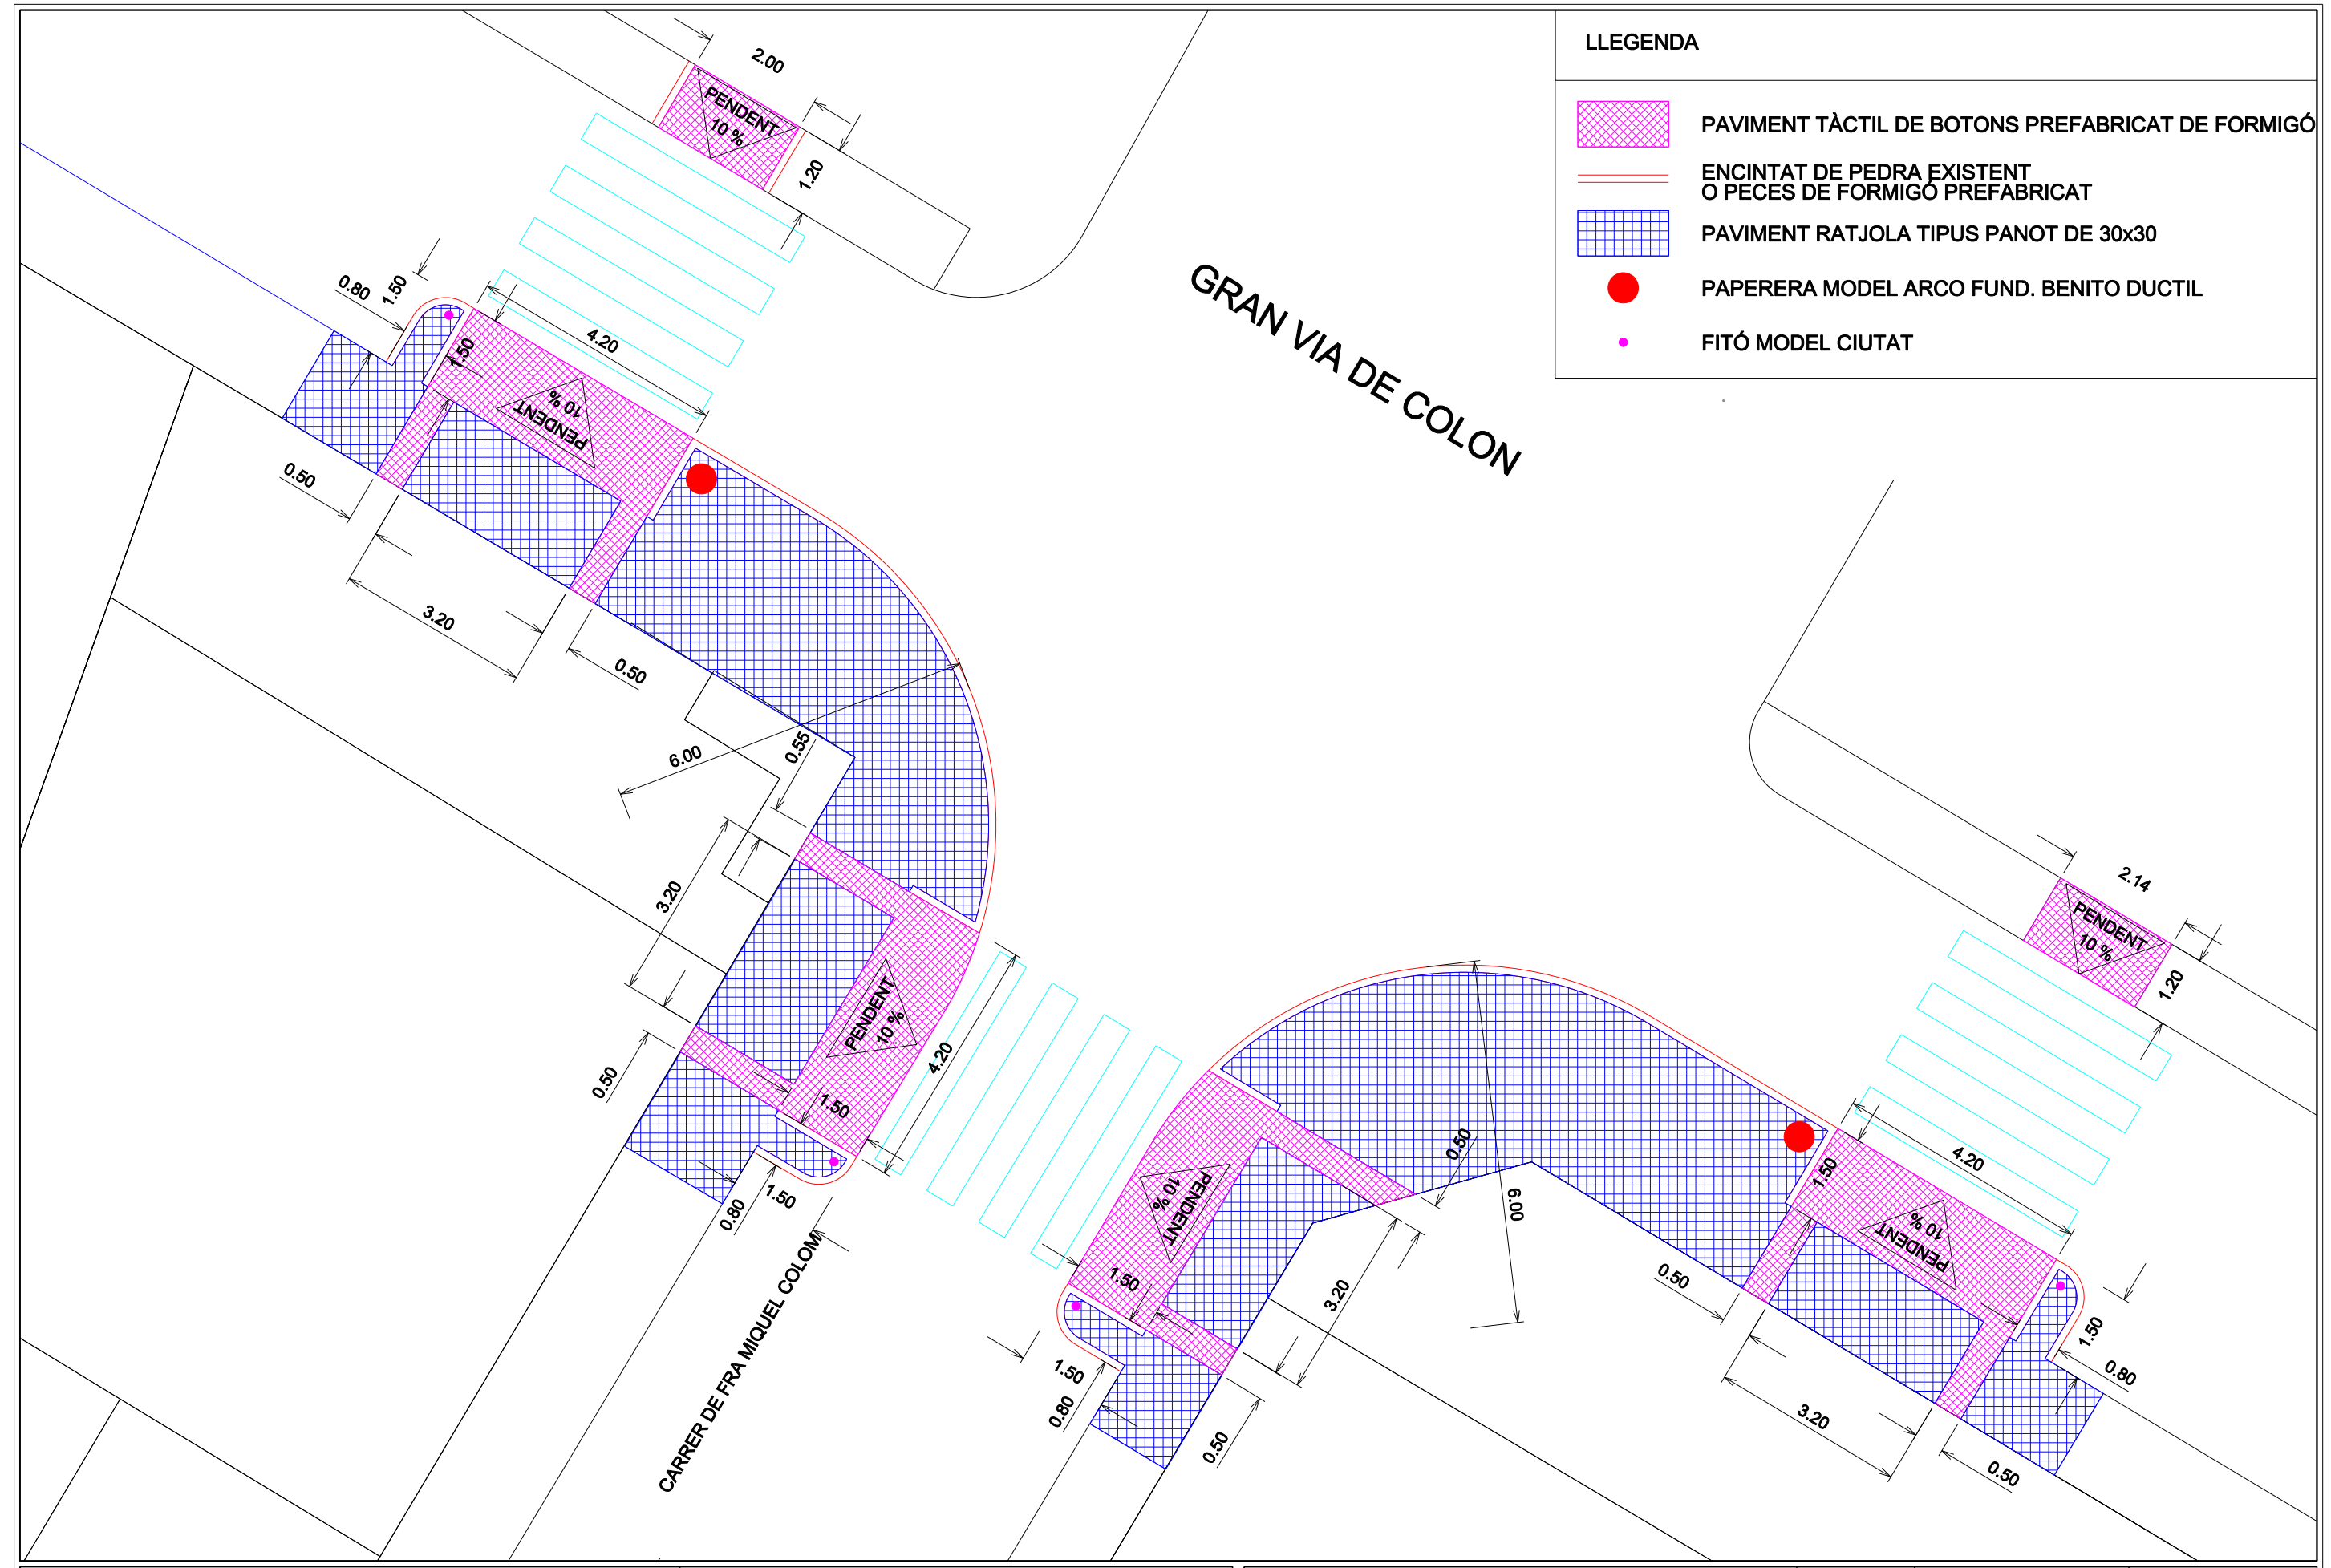 LLEGENDA
PAVIMENT TÀCTIL DE BOTONS PREFABRICAT DE FORMIGÓ
ENCINTAT DE PEDRA EXISTENT
O PECES DE FORMIGÓ PREFABRICAT
PAVIMENT RATJOLA TIPUS PANOT DE 30x30
PAPERERA MODEL ARCO FUND. BENITO DUCTIL
FITÓ MODEL CIUTAT
2.00
PENDENT
10 %
1.20
GRAN VIA DE COLON
0.80
1.50
1.50
4.20
10 %
PENDENT
0.50
3.20
0.50
6.00
0.55
3.20
PENDENT
10 %
4.20
0.50
1.50
0.80
1.50
CARRER DE FRA MIQUEL COLOM
PENDENT
10 %
0.50
6.00
1.50
3.20
1.50
0.80
0.50
2.14
PENDENT
10 %
1.20
1.50
4.20
10 %
PENDENT
0.50
1.50
0.80
3.20
0.50